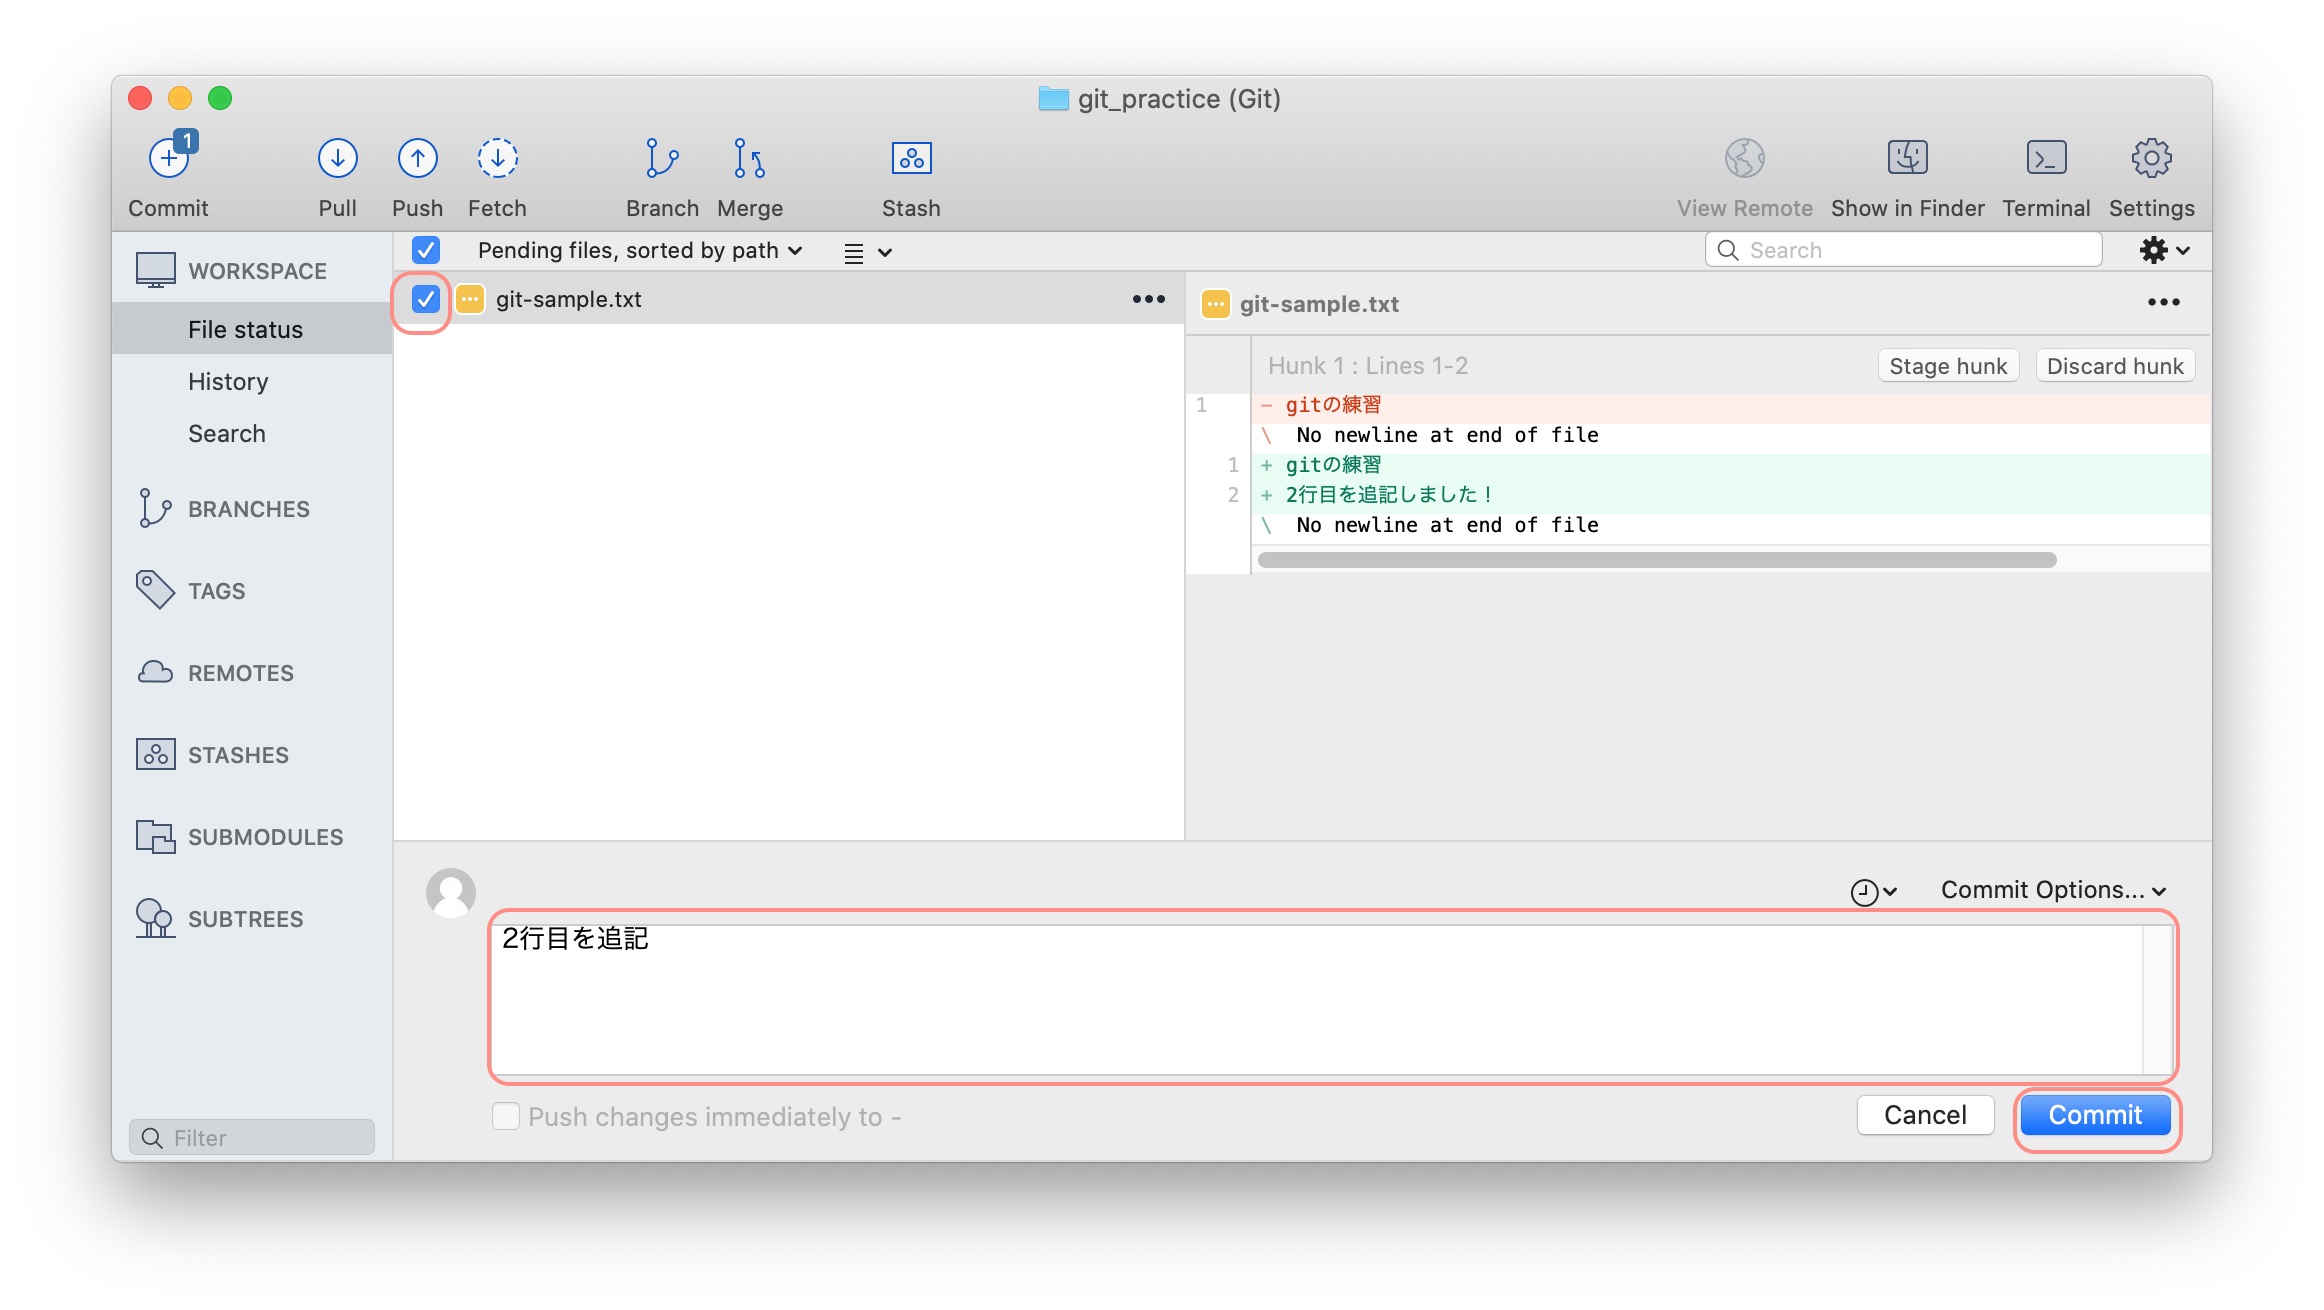 git_practice (Git)
1
Commit
Pull
Push
Fetch
Branch
Merge
Stash
View Remote
Show in Finder
Terminal
Settings
WORKSPACE
File status
History
Search
BRANCHES
TAGS
REMOTES
STASHES
SUBMODULES
SUBTREES
Filter
Pending files, sorted by path
Search
git-sample.txt
git-sample.txt
Hunk 1 : Lines 1-2
Stage hunk
Discard hunk
1 - gitの練習
\ No newline at end of file
1 + gitの練習
2 + 2行目を追記しました！
\ No newline at end of file
Commit Options...
2行目を追記
Push changes immediately to -
Cancel
Commit